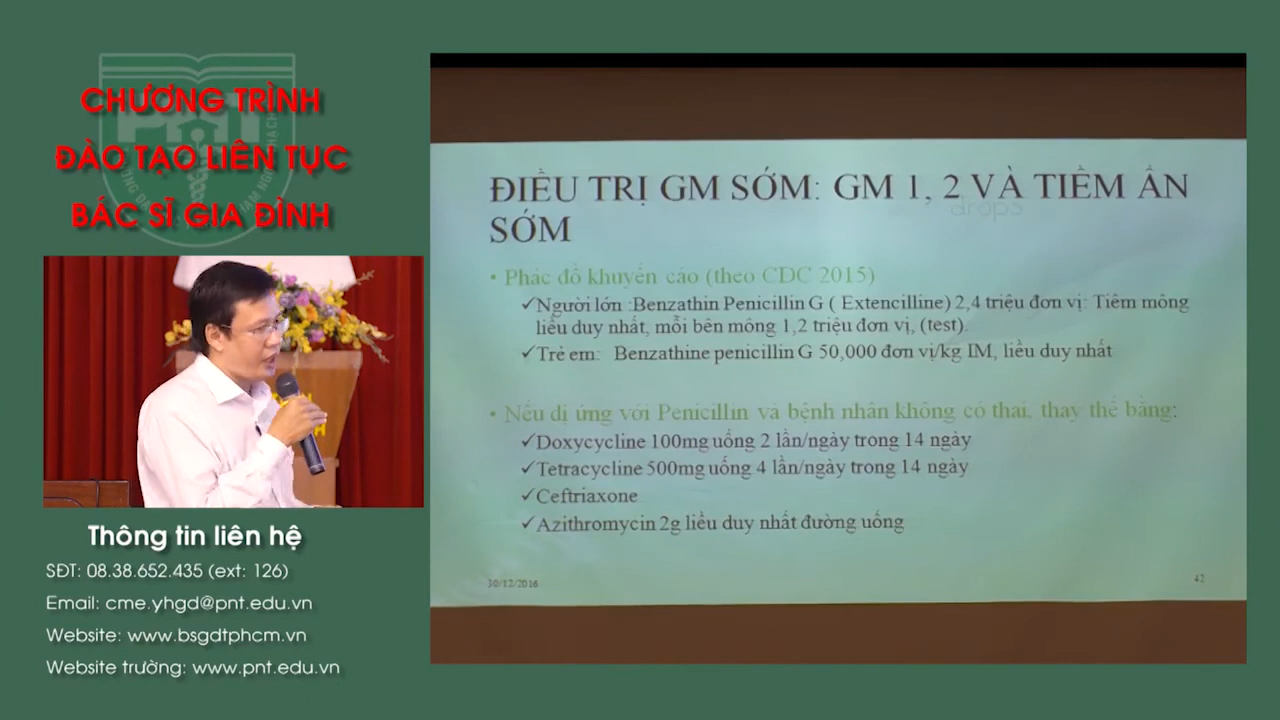 CHƯƠNG TRÌNH
ĐÀO TẠO LIÊN TỤC
BÁC SĨ GIA ĐÌNH
Thông tin liên hệ
SĐT: 08.38.652.435 (ext: 126)
Email: cme.yhgd@pnt.edu.vn
Website: www.bsgdtphcm.vn
Website trường: www.pnt.edu.vn
ĐIỀU TRỊ GM SỚM: GM 1, 2 VÀ TIỀM ẨN
SỚM
drops
• Phác đồ khuyến cáo (theo CDC 2015)
✓Người lớn :Benzathin Penicillin G ( Extencilline) 2,4 triệu đơn vị: Tiêm mông
liều duy nhất, mỗi bên mông 1,2 triệu đơn vị, (test).
✓Trẻ em: Benzathine penicillin G 50,000 đơn vị/kg IM, liều duy nhất
• Nếu dị ứng với Penicillin và bệnh nhân không có thai, thay thế bằng:
✓Doxycycline 100mg uống 2 lần/ngày trong 14 ngày
✓Tetracycline 500mg uống 4 lần/ngày trong 14 ngày
✓Ceftriaxone
✓Azithromycin 2g liều duy nhất đường uống
30/12/2016
42